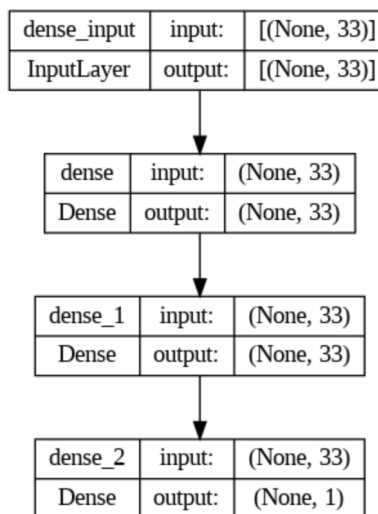 dense_input input: [(None, 33)]
InputLayer output: [(None, 33)]
dense input: (None, 33)
Dense output: (None, 33)
dense_1 input: (None, 33)
Dense output: (None, 33)
dense_2 input: (None, 33)
Dense output: (None, 1)